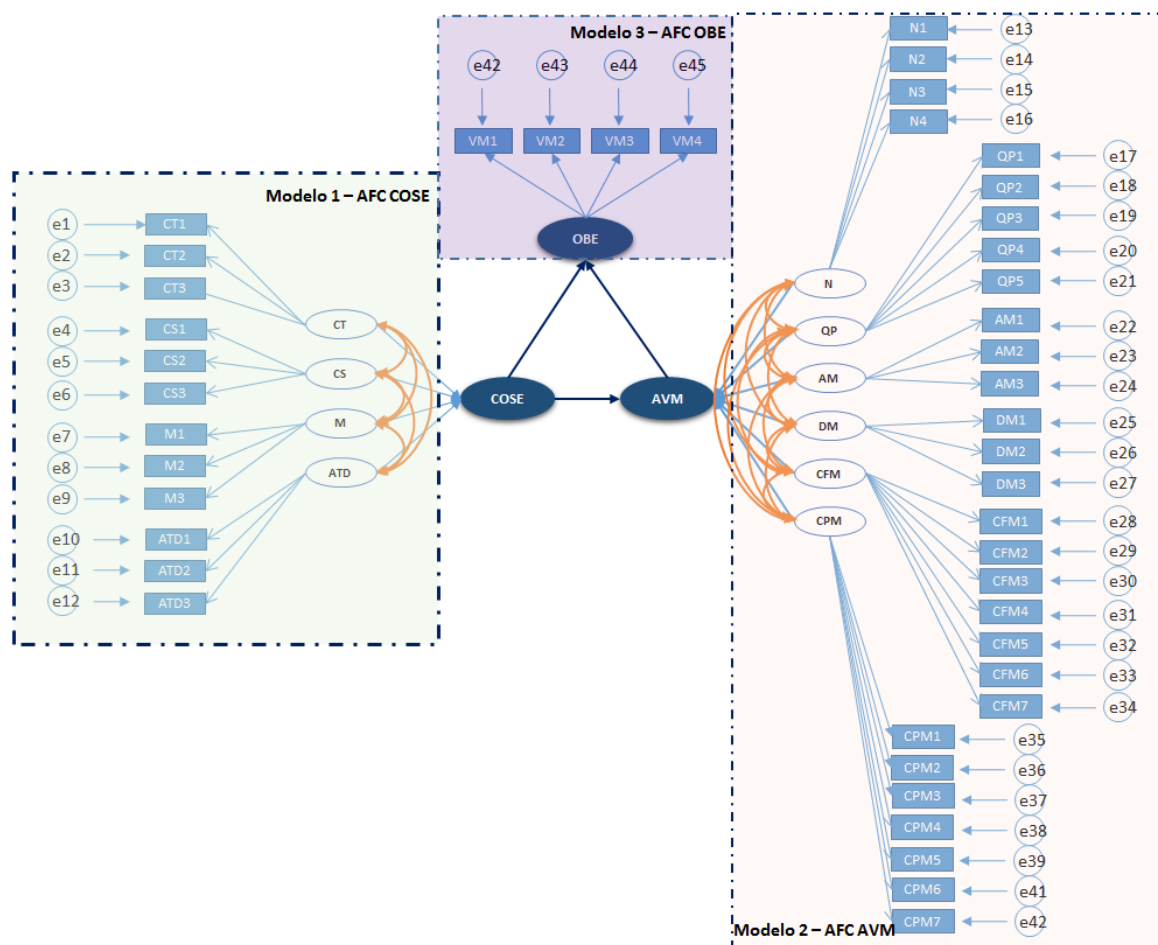 Modelo 3 – AFC OBE
e42 e43 e44 e45
VM1 VM2 VM3 VM4
OBE
Modelo 1 – AFC COSE
e1 CT1
e2 CT2
e3 CT3
e4 CS1
e5 CS2
e6 CS3
e7 M1
e8 M2
e9 M3
e10 ATD1
e11 ATD2
e12 ATD3
CT
CS
M
ATD
COSE
AVM
N
QP
AM
DM
CFM
CPM
N1 e13
N2 e14
N3 e15
N4 e16
QP1 e17
QP2 e18
QP3 e19
QP4 e20
QP5 e21
AM1 e22
AM2 e23
AM3 e24
DM1 e25
DM2 e26
DM3 e27
CFM1 e28
CFM2 e29
CFM3 e30
CFM4 e31
CFM5 e32
CFM6 e33
CFM7 e34
CPM1 e35
CPM2 e36
CPM3 e37
CPM4 e38
CPM5 e39
CPM6 e41
CPM7 e42
Modelo 2 – AFC AVM